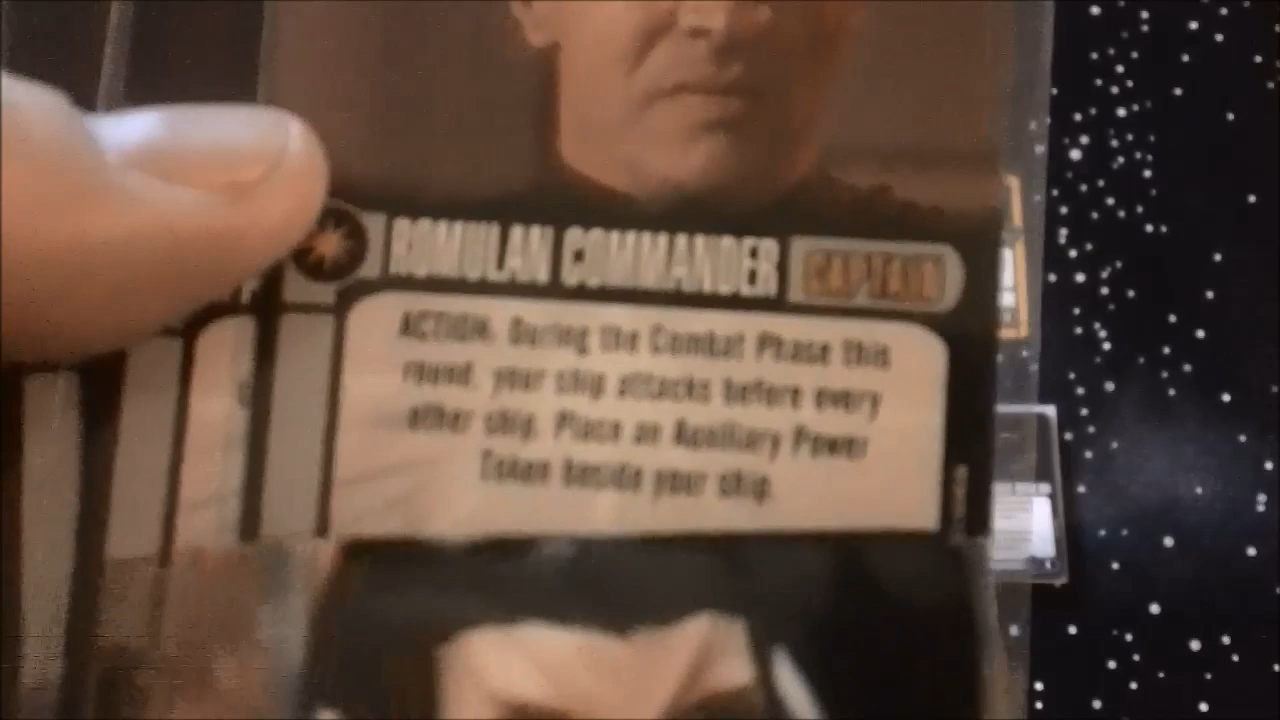 ROMULAN COMMANDER CAPTAIN
ACTION: During the Combat Phase this
round, your ship attacks before every
other ship. Place an Auxiliary Power
Token beside your ship.